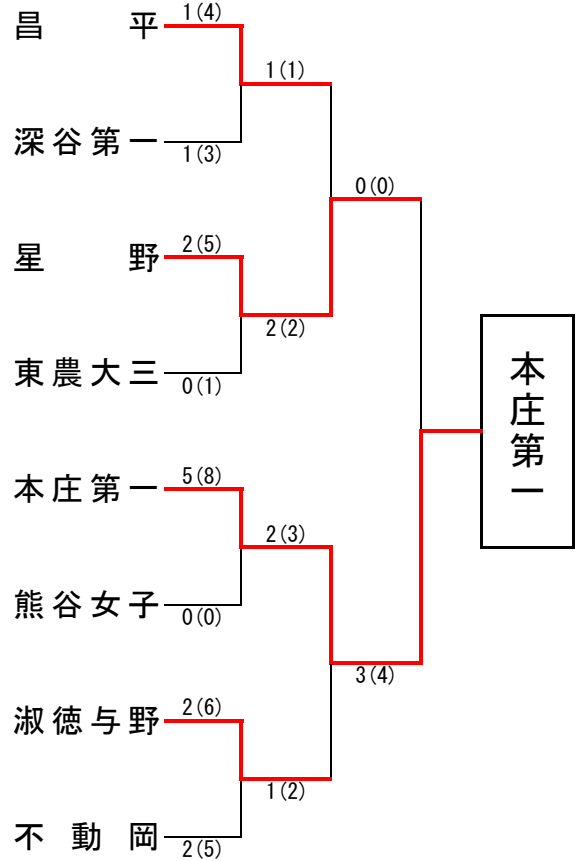 昌平
1(4)
1(1)
深谷第一
1(3)
0(0)
星野
2(5)
2(2)
東農大三
0(1)
本庄第一
本庄第一
5(8)
2(3)
熊谷女子
0(0)
3(4)
淑徳与野
2(6)
1(2)
不動岡
2(5)